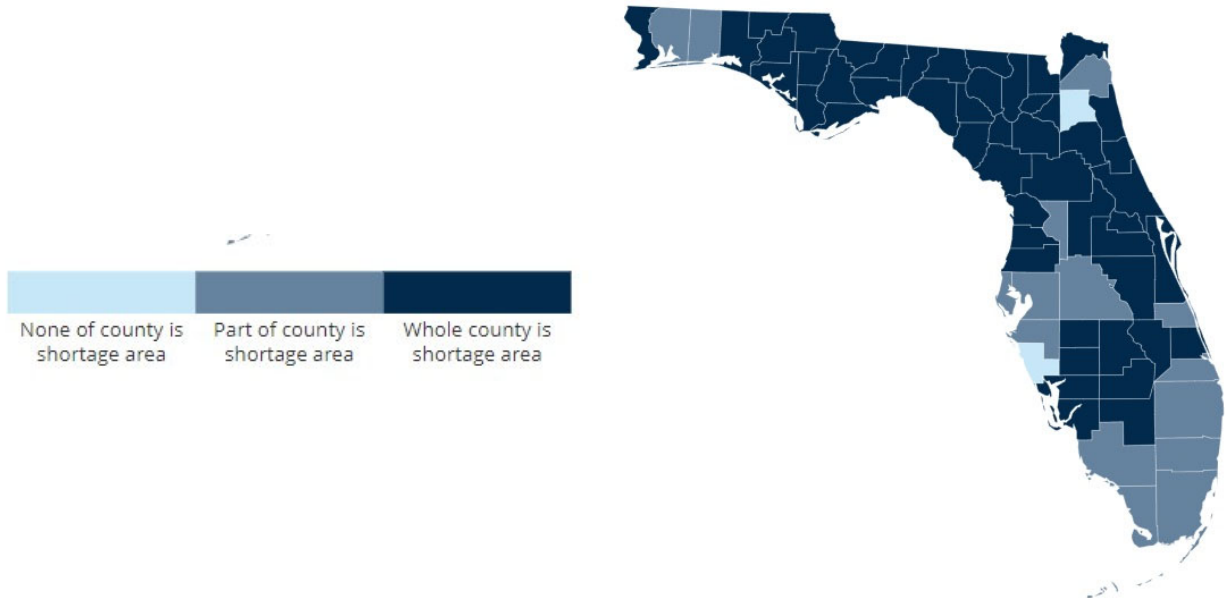 None of county is
shortage area
Part of county is
shortage area
Whole county is
shortage area